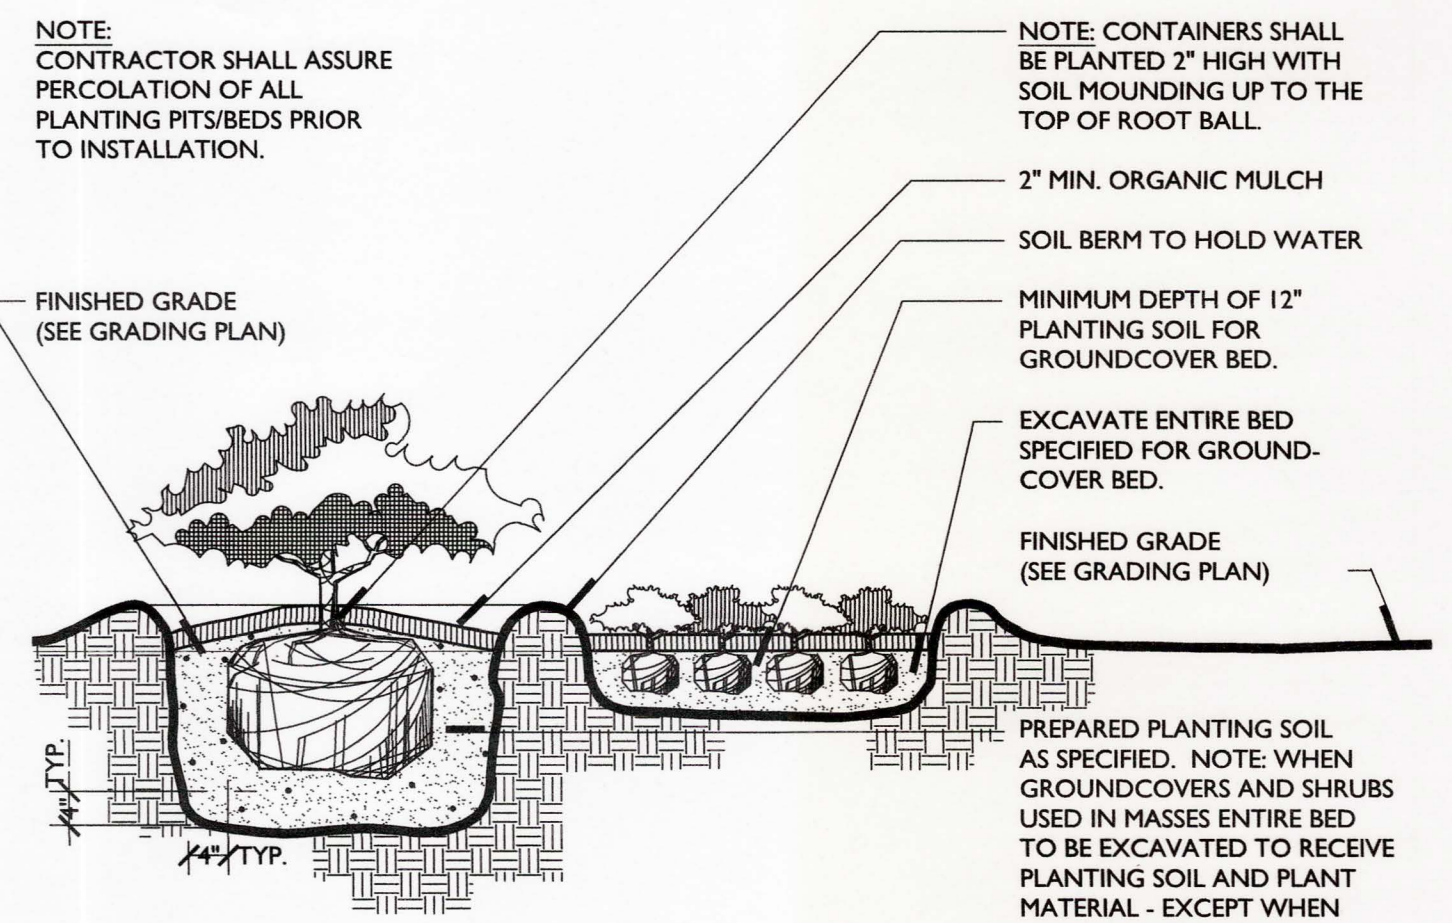 NOTE:
CONTRACTOR SHALL ASSURE
PERCOLATION OF ALL
PLANTING PITS/BEDS PRIOR
TO INSTALLATION.
FINISHED GRADE
(SEE GRADING PLAN)
4" TYP.
4" TYP.
NOTE: CONTAINERS SHALL
BE PLANTED 2" HIGH WITH
SOIL MOUNDING UP TO THE
TOP OF ROOT BALL.
2" MIN. ORGANIC MULCH
SOIL BERM TO HOLD WATER
MINIMUM DEPTH OF 12"
PLANTING SOIL FOR
GROUNDCOVER BED.
EXCAVATE ENTIRE BED
SPECIFIED FOR GROUND-
COVER BED.
FINISHED GRADE
(SEE GRADING PLAN)
PREPARED PLANTING SOIL
AS SPECIFIED. NOTE: WHEN
GROUNDCOVERS AND SHRUBS
USED IN MASSES ENTIRE BED
TO BE EXCAVATED TO RECEIVE
PLANTING SOIL AND PLANT
MATERIAL - EXCEPT WHEN